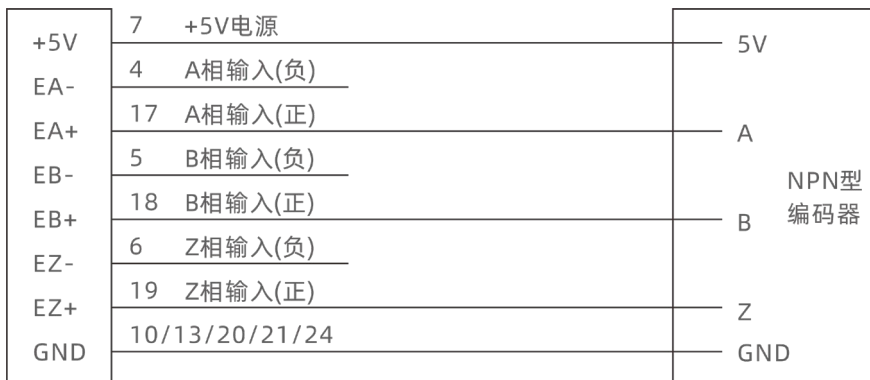 +5V 7 +5V电源 5V
EA- 4 A相输入(负)
EA+ 17 A相输入(正) A
EB- 5 B相输入(负)
EB+ 18 B相输入(正) B
EZ- 6 Z相输入(负)
EZ+ 19 Z相输入(正) Z
GND 10/13/20/21/24 GND
NPN型
编码器